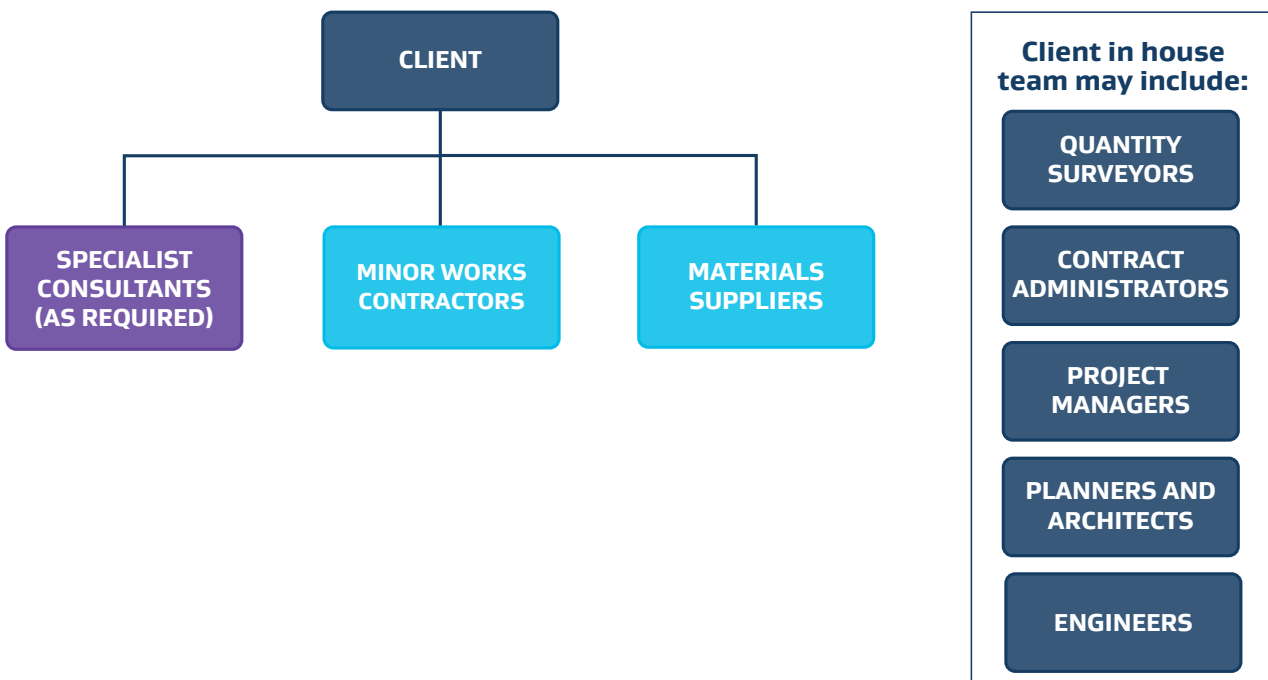 CLIENT
SPECIALIST
CONSULTANTS
(AS REQUIRED)
MINOR WORKS
CONTRACTORS
MATERIALS
SUPPLIERS
Client in house
team may include:
QUANTITY
SURVEYORS
CONTRACT
ADMINISTRATORS
PROJECT
MANAGERS
PLANNERS AND
ARCHITECTS
ENGINEERS